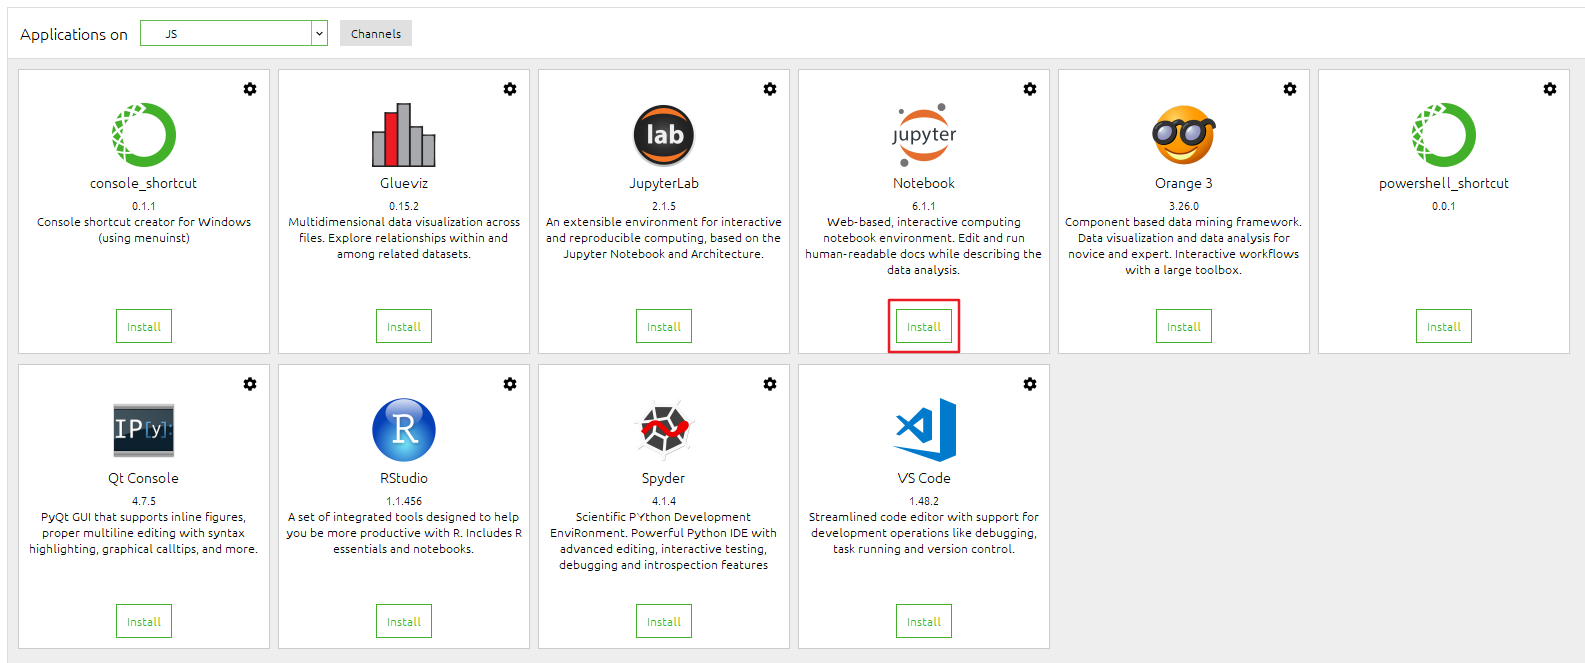 Applications on
JS
Channels
console_shortcut
0.1.1
Console shortcut creator for Windows
(using menuinst)
Install
Glueviz
0.15.2
Multidimensional data visualization across
files. Explore relationships within and
among related datasets.
Install
lab
JupyterLab
2.1.5
An extensible environment for interactive
and reproducible computing, based on the
Jupyter Notebook and Architecture.
Install
jupyter
Notebook
6.1.1
Web-based, interactive computing
notebook environment. Edit and run
human-readable docs while describing the
data analysis.
Install
Orange 3
3.26.0
Component based data mining framework.
Data visualization and data analysis for
novice and expert. Interactive workflows
with a large toolbox.
Install
powershell_shortcut
0.0.1
Install
IP[y]:
Qt Console
4.7.5
PyQt GUI that supports inline figures,
proper multiline editing with syntax
highlighting, graphical calltips, and more.
Install
R
RStudio
1.1.456
A set of integrated tools designed to help
you be more productive with R. Includes R
essentials and notebooks.
Install
Spyder
4.1.4
Scientific PYthon Development
EnviRonment. Powerful Python IDE with
advanced editing, interactive testing,
debugging and introspection features
Install
VS Code
1.48.2
Streamlined code editor with support for
development operations like debugging,
task running and version control.
Install